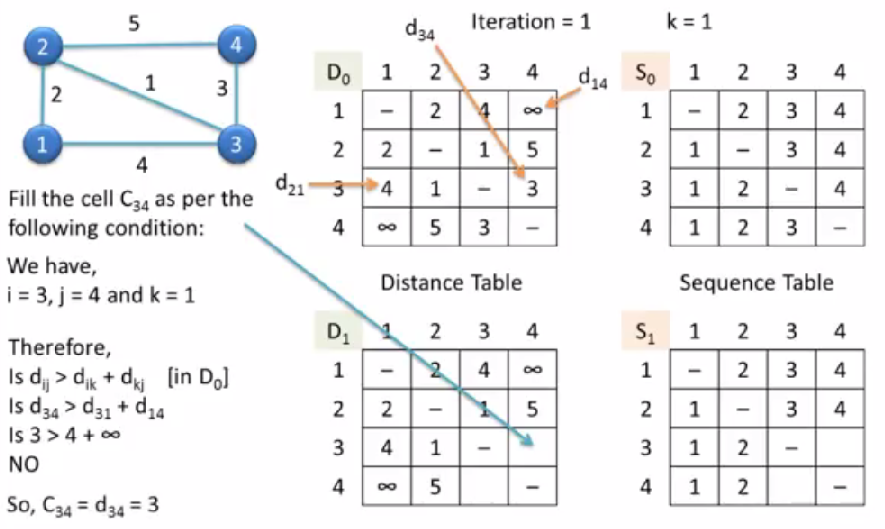 Iteration = 1
k = 1
5
2
4
1
3
2
1
3
4
d34
d14
d21
D0 1 2 3 4
1 – 2 4 ∞
2 2 – 1 5
3 4 1 – 3
4 ∞ 5 3 –
S0 1 2 3 4
1 – 2 3 4
2 1 – 3 4
3 1 2 – 4
4 1 2 3 –
Fill the cell C34 as per the
following condition:
We have,
i = 3, j = 4 and k = 1
Therefore,
Is dij > dik + dkj [in D0]
Is d34 > d31 + d14
Is 3 > 4 + ∞
NO
So, C34 = d34 = 3
Distance Table
Sequence Table
D1 1 2 3 4
1 – 2 4 ∞
2 2 – 1 5
3 4 1 –
4 ∞ 5 –
S1 1 2 3 4
1 – 2 3 4
2 1 – 3 4
3 1 2 –
4 1 2 –